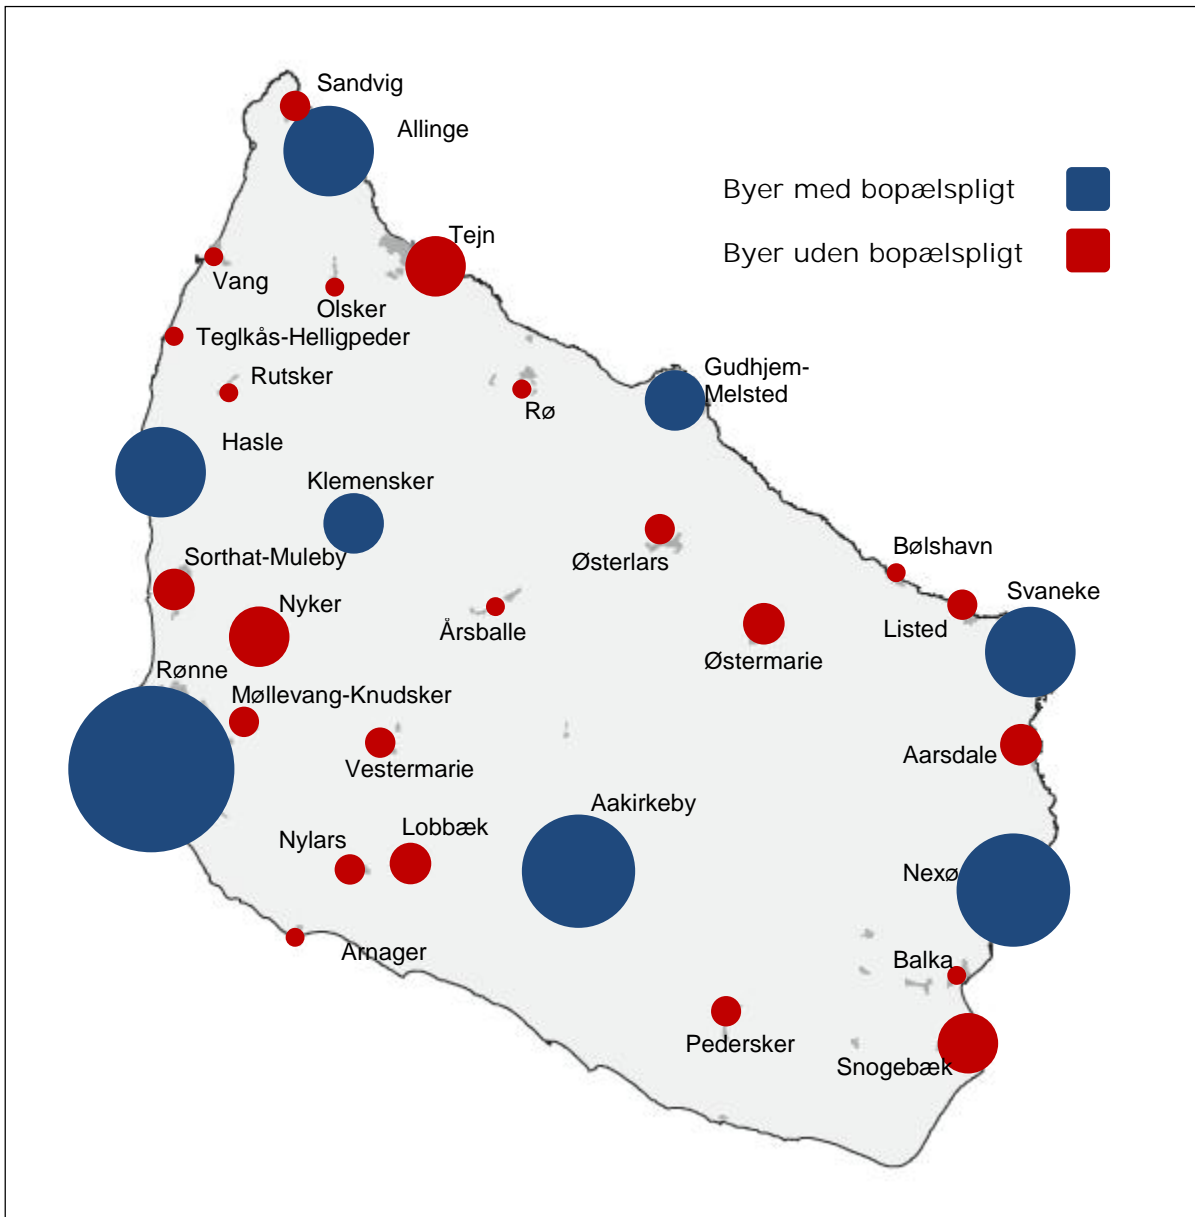 Sandvig
Allinge
Byer med bopælspligt
Byer uden bopælspligt
Tejn
Vang
Olsker
Teglkås-Helligpeder
Rutsker
Rø
Gudhjem-
Melsted
Hasle
Klemensker
Sorthat-Muleby
Østerlars
Bølshavn
Svaneke
Nyker
Årsballe
Listed
Østermarie
Rønne
Møllevang-Knudsker
Vestermarie
Aarsdale
Aakirkeby
Lobbæk
Nylars
Nexø
Arnager
Balka
Pedersker
Snogebæk